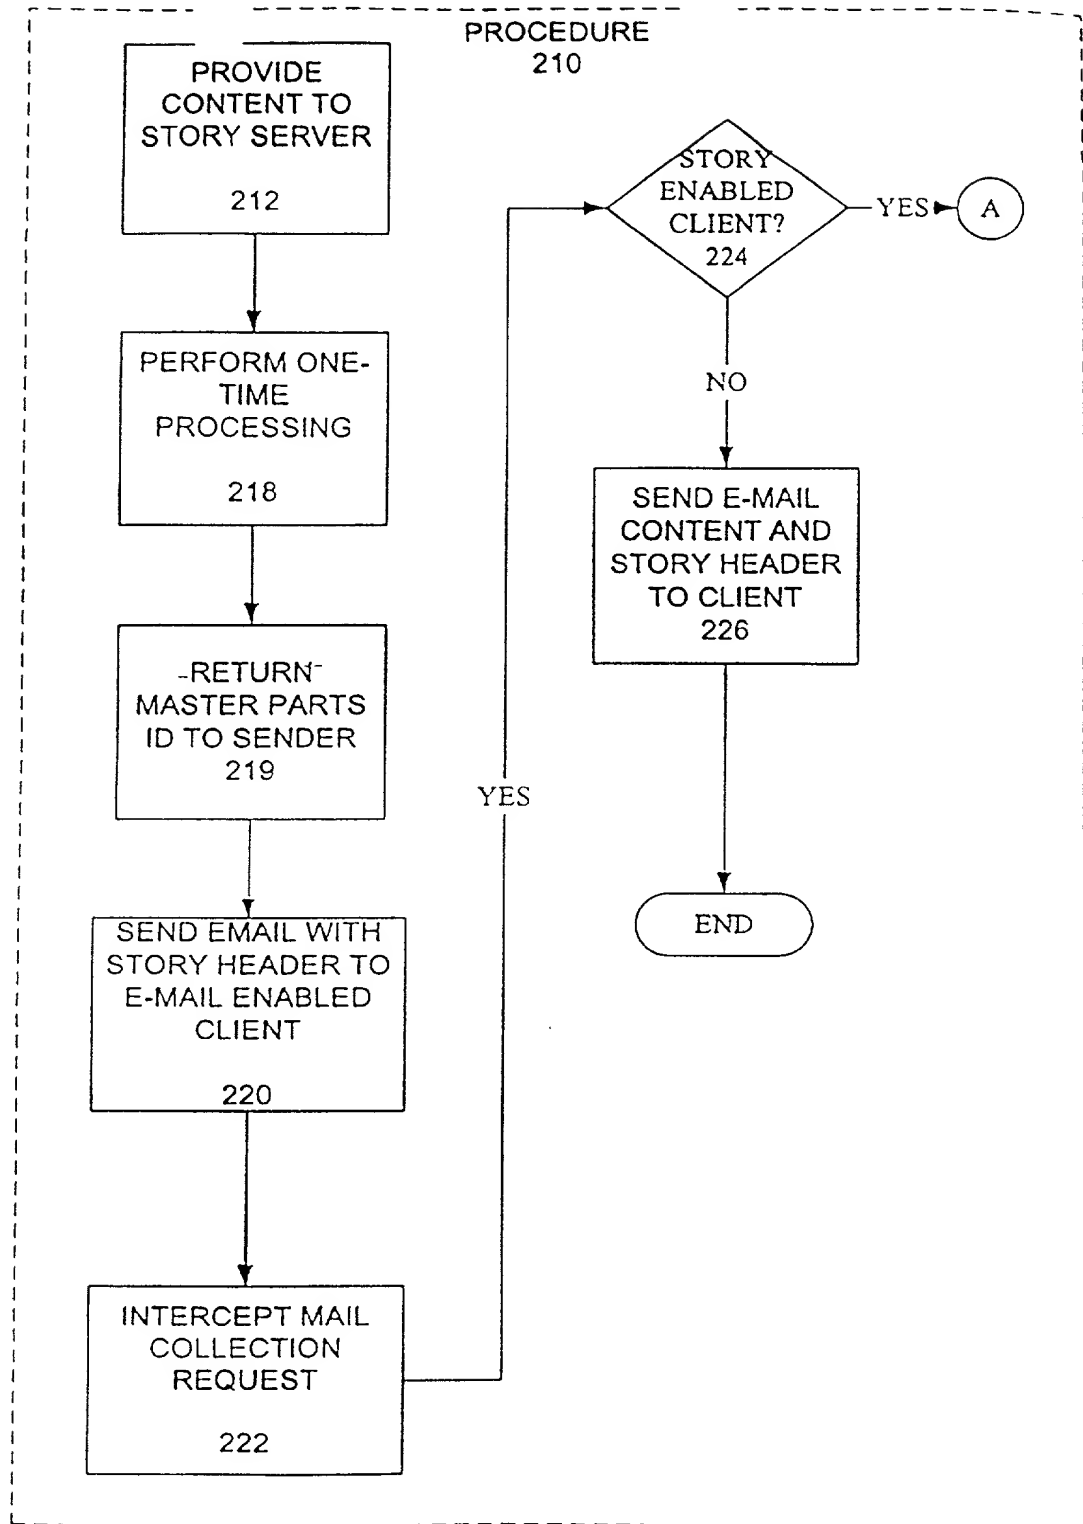 PROCEDURE
210
PROVIDE
CONTENT TO
STORY SERVER
212
PERFORM ONE-
TIME
PROCESSING
218
RETURN
MASTER PARTS
ID TO SENDER
219
SEND EMAIL WITH
STORY HEADER TO
E-MAIL ENABLED
CLIENT
220
INTERCEPT MAIL
COLLECTION
REQUEST
222
YES
STORY
ENABLED
CLIENT?
224
YES
A
NO
SEND E-MAIL
CONTENT AND
STORY HEADER
TO CLIENT
226
END